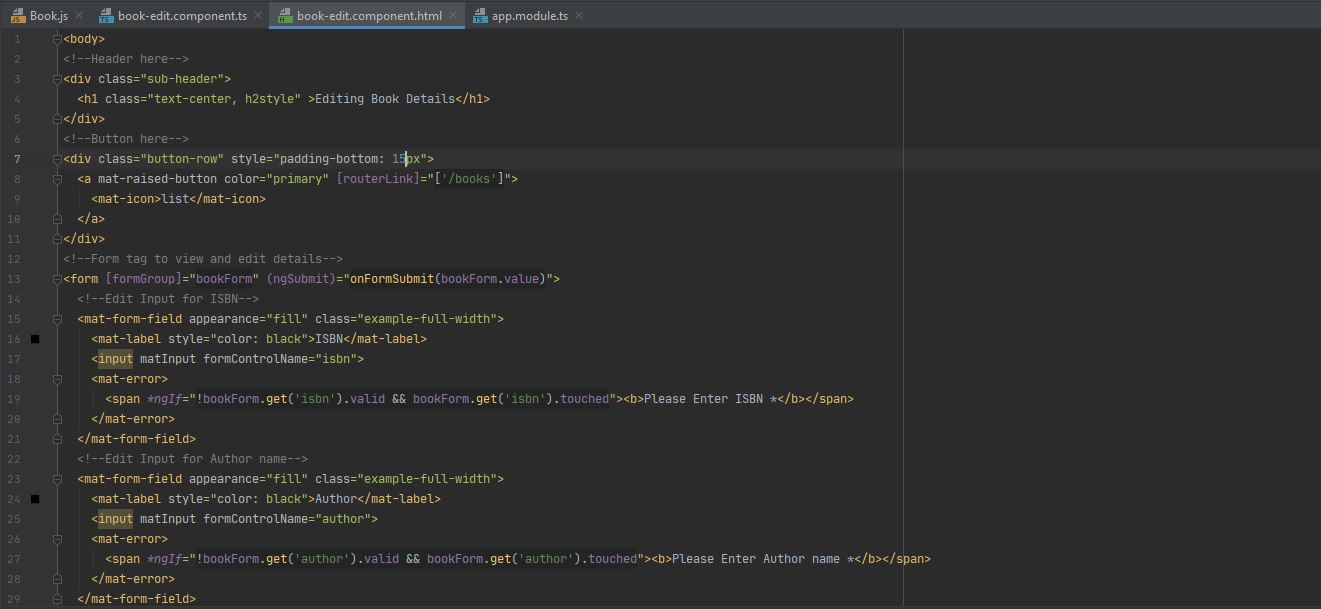 Book.js book-edit.component.ts book-edit.component.html app.module.ts
1 <body>
2 <!--Header here-->
3 <div class="sub-header">
4 <h1 class="text-center, h2style" >Editing Book Details</h1>
5 </div>
6 <!--Button here-->
7 <div class="button-row" style="padding-bottom: 15px">
8 <a mat-raised-button color="primary" [routerLink]="['/books']">
9 <mat-icon>list</mat-icon>
10 </a>
11 </div>
12 <!--Form tag to view and edit details-->
13 <form [formGroup]="bookForm" (ngSubmit)="onFormSubmit(bookForm.value)">
14 <!--Edit Input for ISBN-->
15 <mat-form-field appearance="fill" class="example-full-width">
16 <mat-label style="color: black">ISBN</mat-label>
17 <input matInput formControlName="isbn">
18 <mat-error>
19 <span *ngIf="!bookForm.get('isbn').valid && bookForm.get('isbn').touched"><b>Please Enter ISBN *</b></span>
20 </mat-error>
21 </mat-form-field>
22 <!--Edit Input for Author name-->
23 <mat-form-field appearance="fill" class="example-full-width">
24 <mat-label style="color: black">Author</mat-label>
25 <input matInput formControlName="author">
26 <mat-error>
27 <span *ngIf="!bookForm.get('author').valid && bookForm.get('author').touched"><b>Please Enter Author name *</b></span>
28 </mat-error>
29 </mat-form-field>